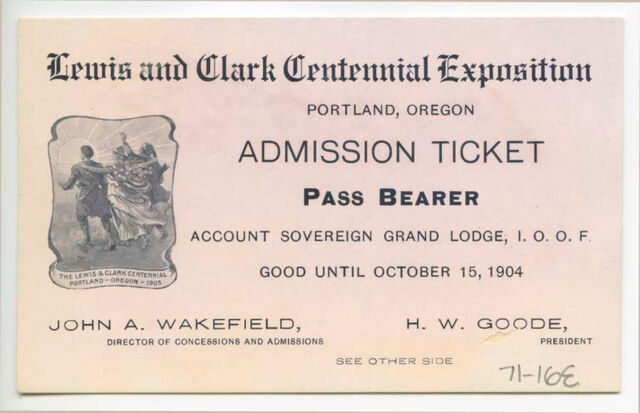 Lewis and Clark Centennial Exposition
PORTLAND, OREGON
ADMISSION TICKET
PASS BEARER
ACCOUNT SOVEREIGN GRAND LODGE, I. O. O. F.
GOOD UNTIL OCTOBER 15, 1904
THE LEWIS & CLARK CENTENNIAL
PORTLAND-OREGON-1905
JOHN A. WAKEFIELD,
DIRECTOR OF CONCESSIONS AND ADMISSIONS
H. W. GOODE,
PRESIDENT
SEE OTHER SIDE
71-16E